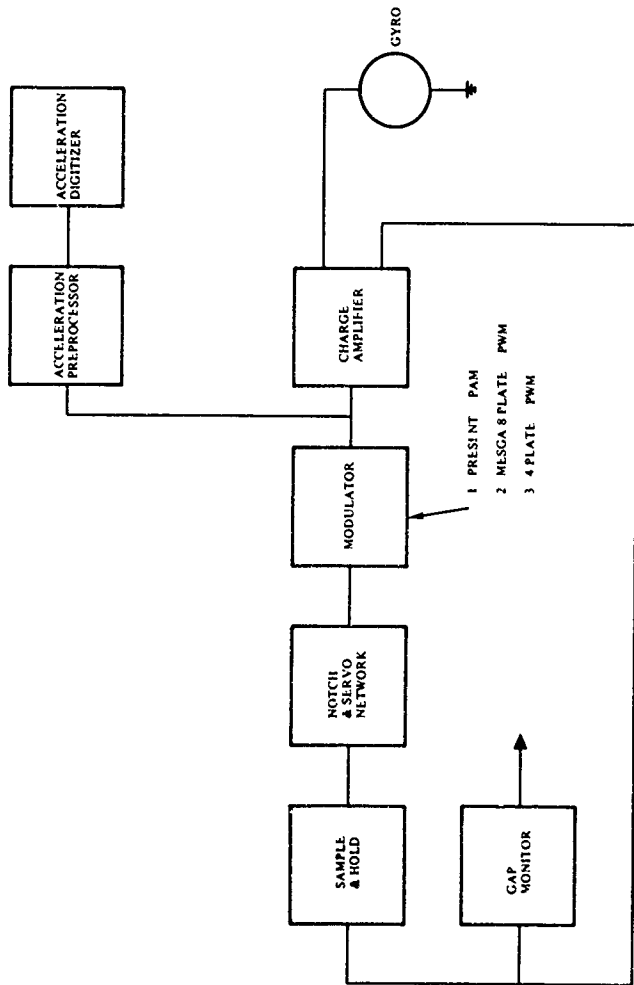 ACCELERATION
DIGITIZER
ACCELERATION
PREPROCESSOR
GYRO
CHARGE
AMPLIFIER
MODULATOR
1 PRESENT PAM
2 MESGA 8 PLATE PWM
3 4 PLATE PWM
NOTCH
& SERVO
NETWORK
SAMPLE
& HOLD
GAP
MONITOR